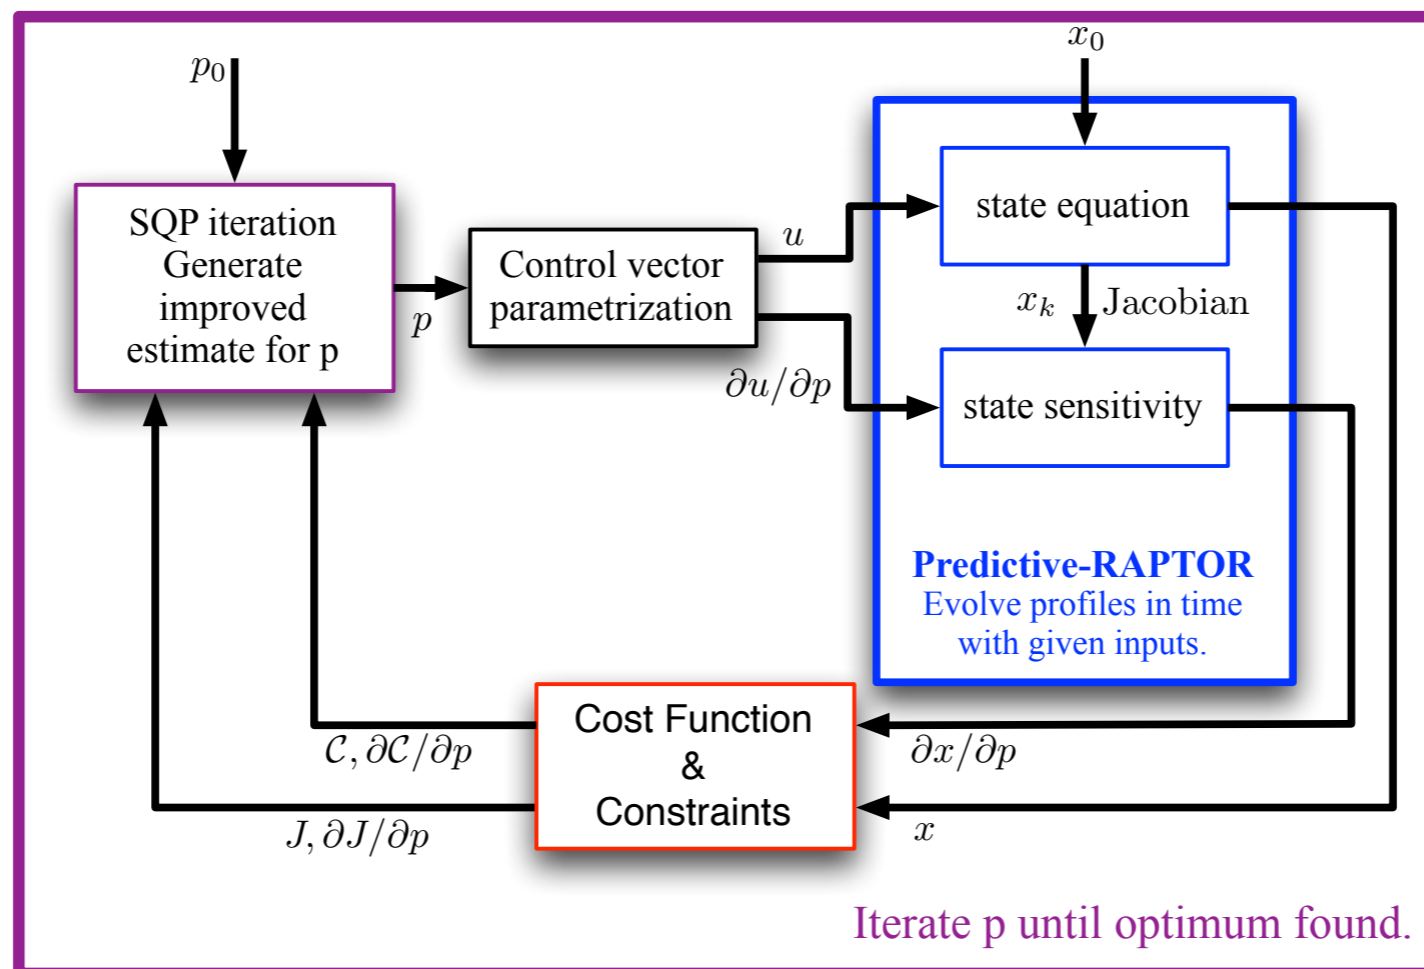 p₀
x₀
SQP iteration
Generate
improved
estimate for p
p
Control vector
parametrization
u
∂u/∂p
state equation
xₖ Jacobian
state sensitivity
Predictive-RAPTOR
Evolve profiles in time
with given inputs.
Cost Function
&
Constraints
𝒞, ∂𝒞/∂p
J, ∂J/∂p
∂x/∂p
x
Iterate p until optimum found.